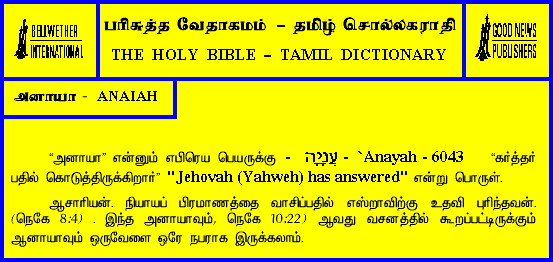 BELLWETHER
INTERNATIONAL
பரிசுத்த வேதாகமம் – தமிழ் சொல்லகராதி
THE HOLY BIBLE – TAMIL DICTIONARY
GOOD NEWS
PUBLISHERS
அனாயா - ANAIAH
“அனாயா” என்னும் எபிரெய பெயருக்கு - עֲנָיָה - `Anayah - 6043 “கர்த்தர்
பதில் கொடுத்திருக்கிறார்” "Jehovah (Yahweh) has answered" என்று பொருள்.
ஆசாரியன். நியாயப் பிரமாணத்தை வாசிப்பதில் எஸ்றாவிற்கு உதவி புரிந்தவன்.
(நெகே 8:4) . இந்த அனாயாவும், நெகே 10:22) ஆவது வசனத்தில் கூறப்பட்டிருக்கும்
ஆனாயாவும் ஒருவேளை ஒரே நபராக இருக்கலாம்.